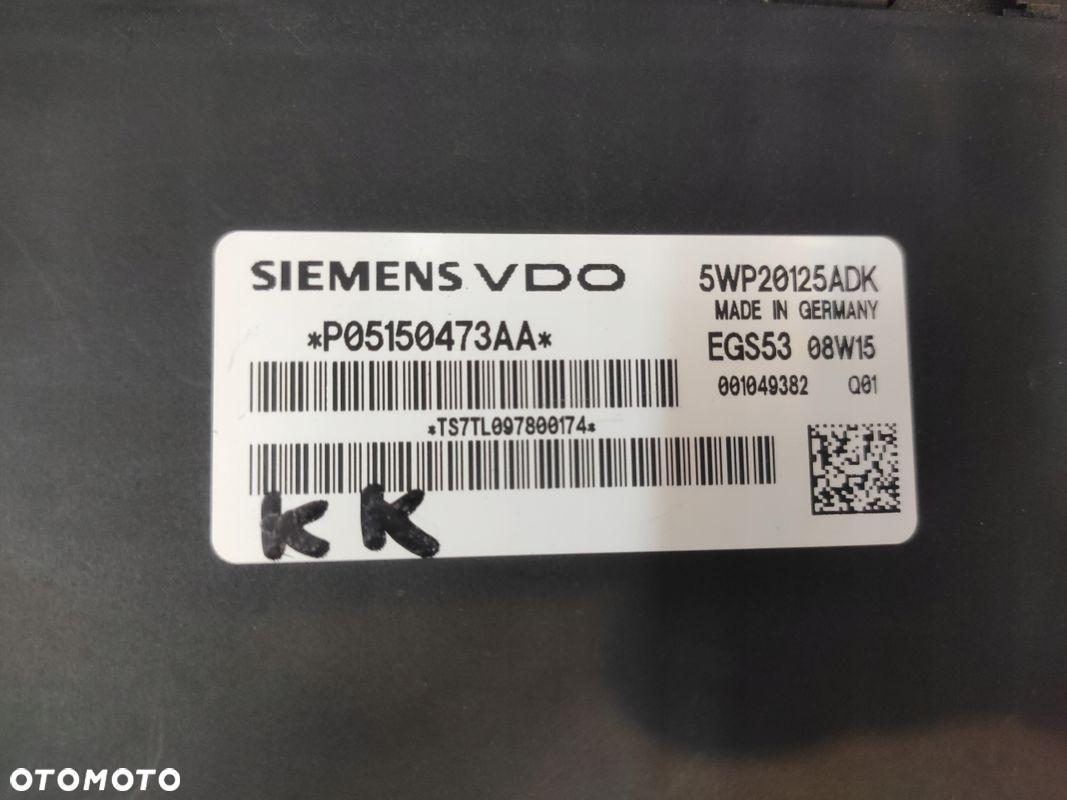 SIEMENS VDO
5WP20125ADK
MADE IN GERMANY
*P05150473AA*
EGS53 08W15
001049382 Q01
*TS7TL097800174*
KK
OTOMOTO